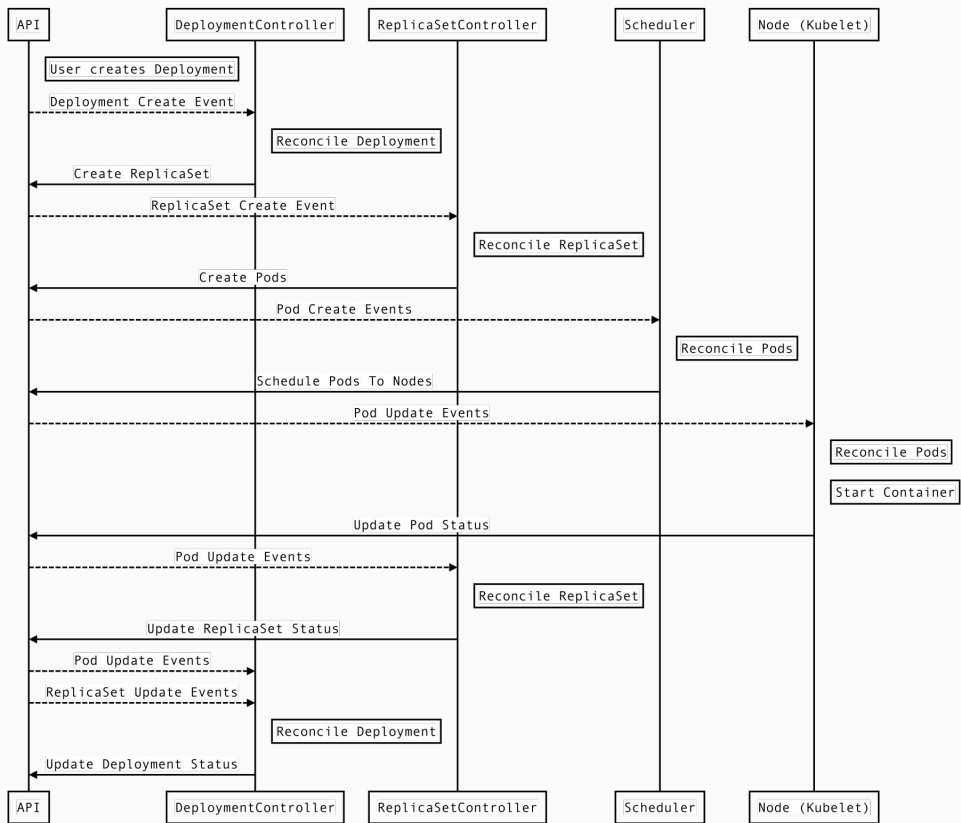 API DeploymentController ReplicaSetController Scheduler Node (Kubelet)
User creates Deployment
Deployment Create Event
Reconcile Deployment
Create ReplicaSet
ReplicaSet Create Event
Reconcile ReplicaSet
Create Pods
Pod Create Events
Reconcile Pods
Schedule Pods To Nodes
Pod Update Events
Reconcile Pods
Start Container
Update Pod Status
Pod Update Events
Reconcile ReplicaSet
Update ReplicaSet Status
Pod Update Events
ReplicaSet Update Events
Reconcile Deployment
Update Deployment Status
API DeploymentController ReplicaSetController Scheduler Node (Kubelet)